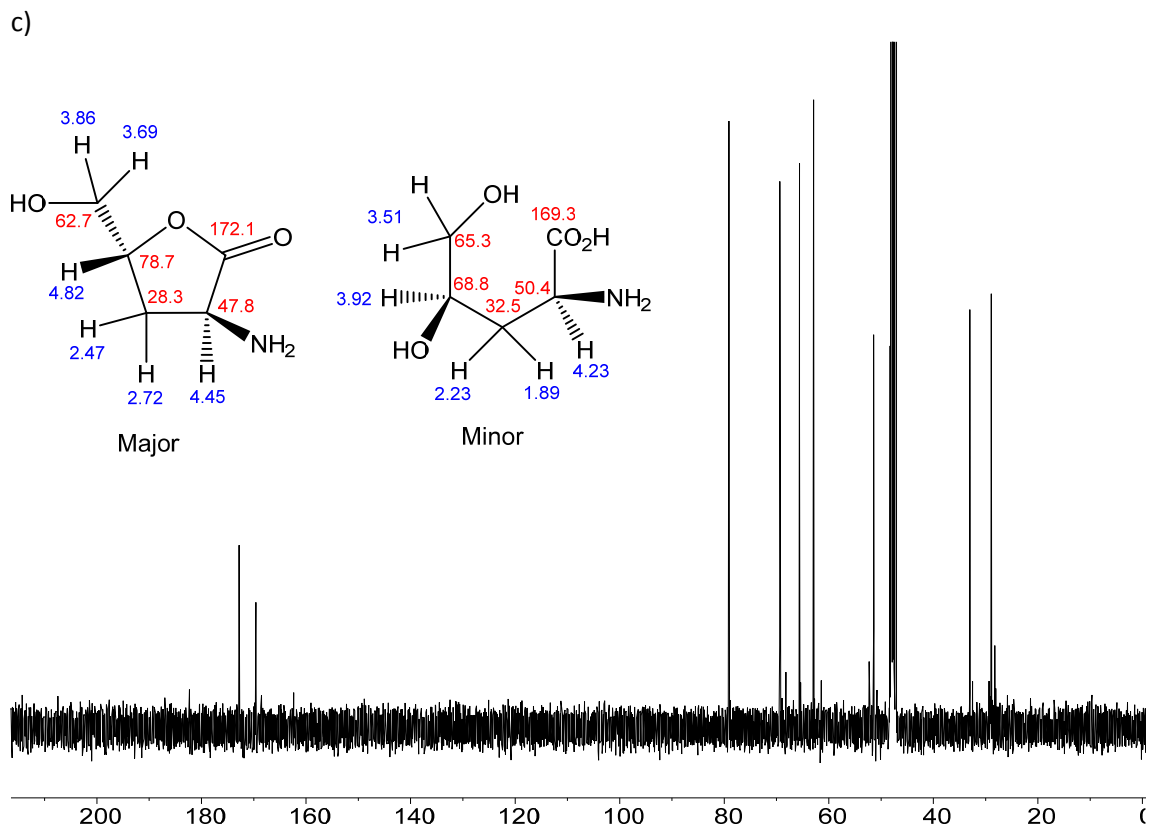 c)
3.86
3.69
H
H
HO
62.7
O
172.1
O
H
4.82
78.7
28.3
47.8
H
2.47
NH2
H
2.72
H
4.45
Major
H
OH
3.51
H
65.3
169.3
CO2H
3.92
H
68.8
50.4
32.5
NH2
HO
H
2.23
H
1.89
H
4.23
Minor
200 180 160 140 120 100 80 60 40 20 0